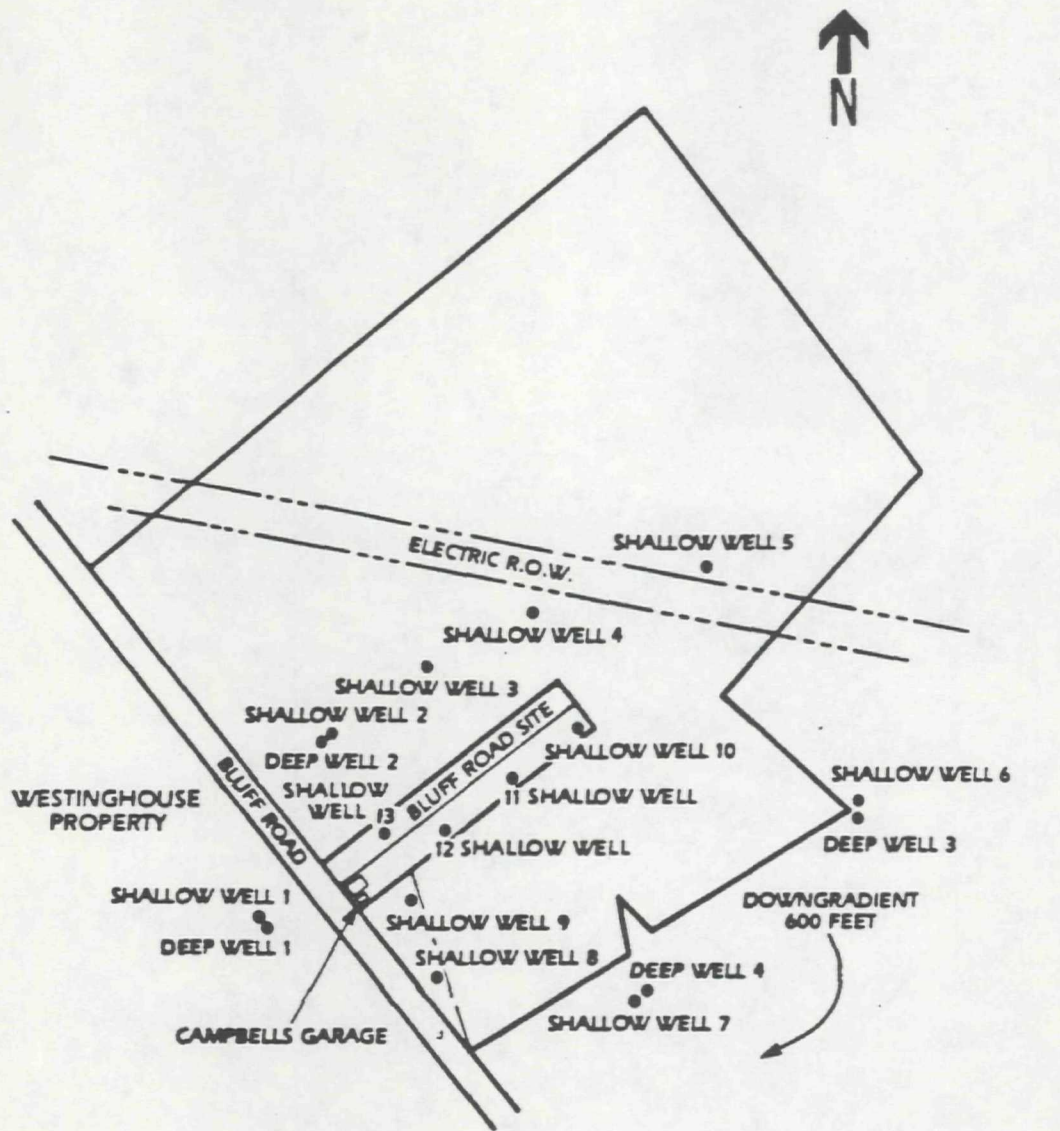 N
ELECTRIC R.O.W.
SHALLOW WELL 5
SHALLOW WELL 4
SHALLOW WELL 3
SHALLOW WELL 2
DEEP WELL 2
SHALLOW
WELL
13
BLUFF ROAD SITE
SHALLOW WELL 10
11 SHALLOW WELL
12 SHALLOW WELL
BLUFF ROAD
WESTINGHOUSE
PROPERTY
SHALLOW WELL 6
DEEP WELL 3
SHALLOW WELL 1
DEEP WELL 1
SHALLOW WELL 9
SHALLOW WELL 8
DOWNGRADIENT
600 FEET
DEEP WELL 4
SHALLOW WELL 7
CAMPBELLS GARAGE